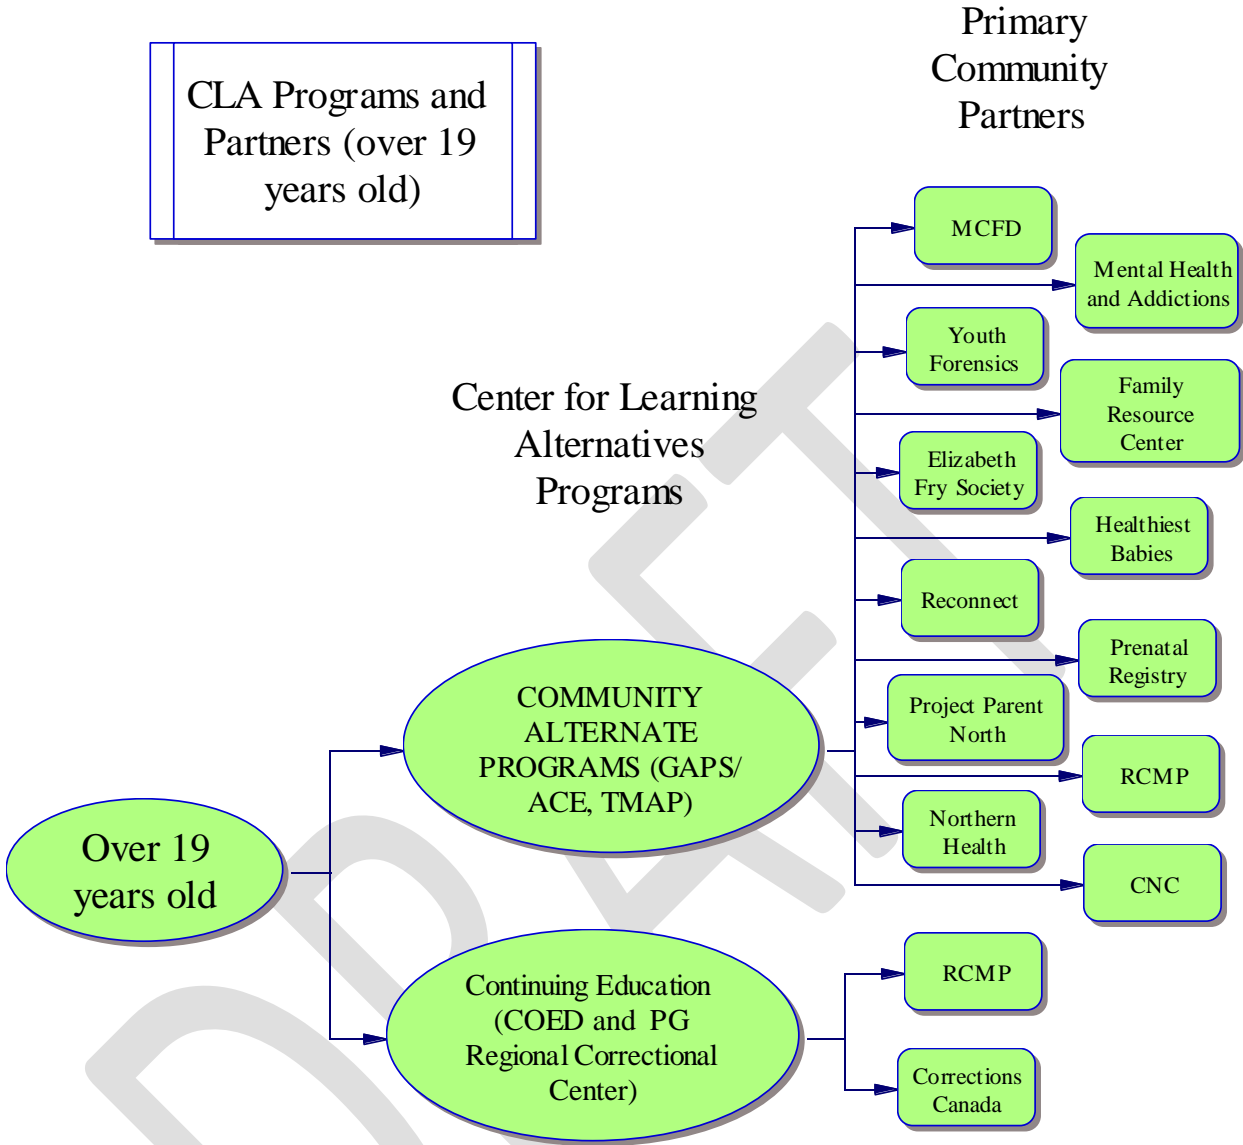 Primary
Community
Partners
CLA Programs and
Partners (over 19
years old)
MCFD
Mental Health
and Addictions
Youth
Forensics
Family
Resource
Center
Center for Learning
Alternatives
Programs
Elizabeth
Fry Society
Healthiest
Babies
Reconnect
Prenatal
Registry
Project Parent
North
COMMUNITY
ALTERNATE
PROGRAMS (GAPS/
ACE, TMAP)
RCMP
Northern
Health
CNC
Over 19
years old
RCMP
Continuing Education
(COED and PG
Regional Correctional
Center)
Corrections
Canada
DRAFT